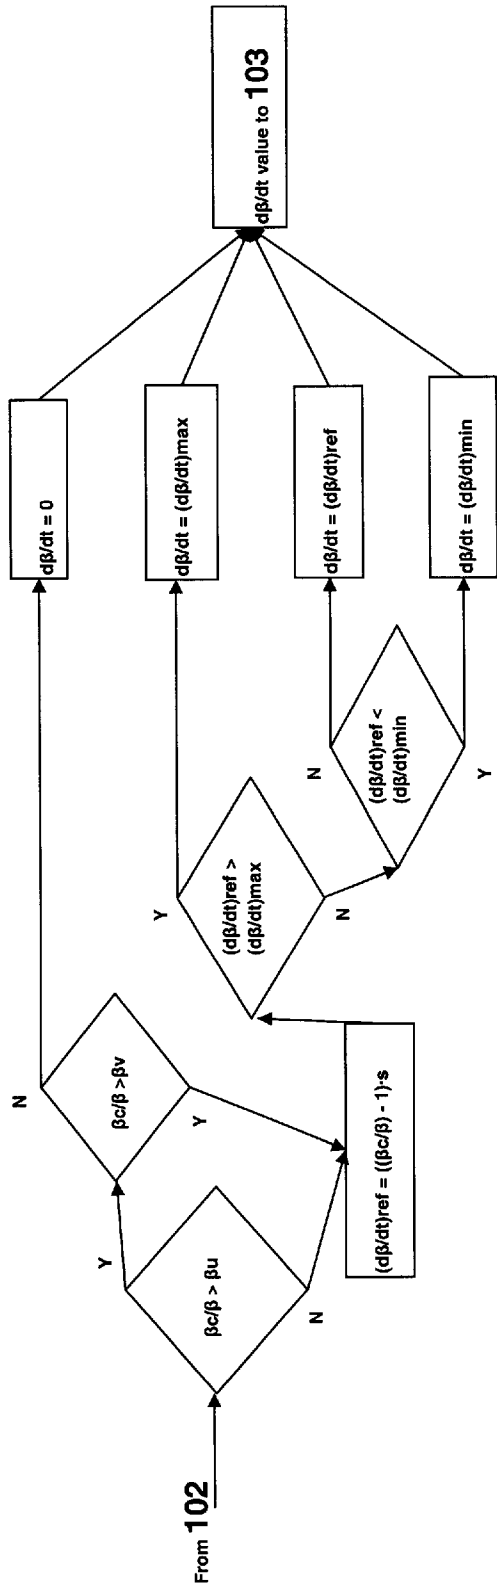 From 102
βc/β > βu
Y
N
βc/β >βv
N
Y
(dβ/dt)ref = ((βc/β) - 1)·s
(dβ/dt)ref >
(dβ/dt)max
Y
N
(dβ/dt)ref <
(dβ/dt)min
N
Y
dβ/dt = 0
dβ/dt = (dβ/dt)max
dβ/dt = (dβ/dt)ref
dβ/dt = (dβ/dt)min
dβ/dt value to 103